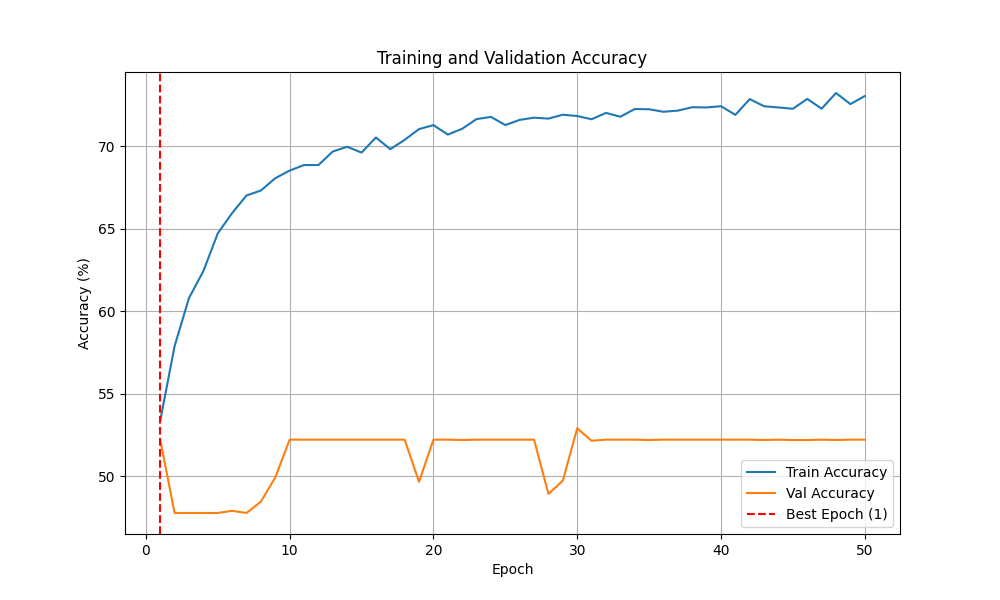 Training and Validation Accuracy
Accuracy (%)
70
65
60
55
50
Train Accuracy
Val Accuracy
Best Epoch (1)
0 10 20 30 40 50
Epoch